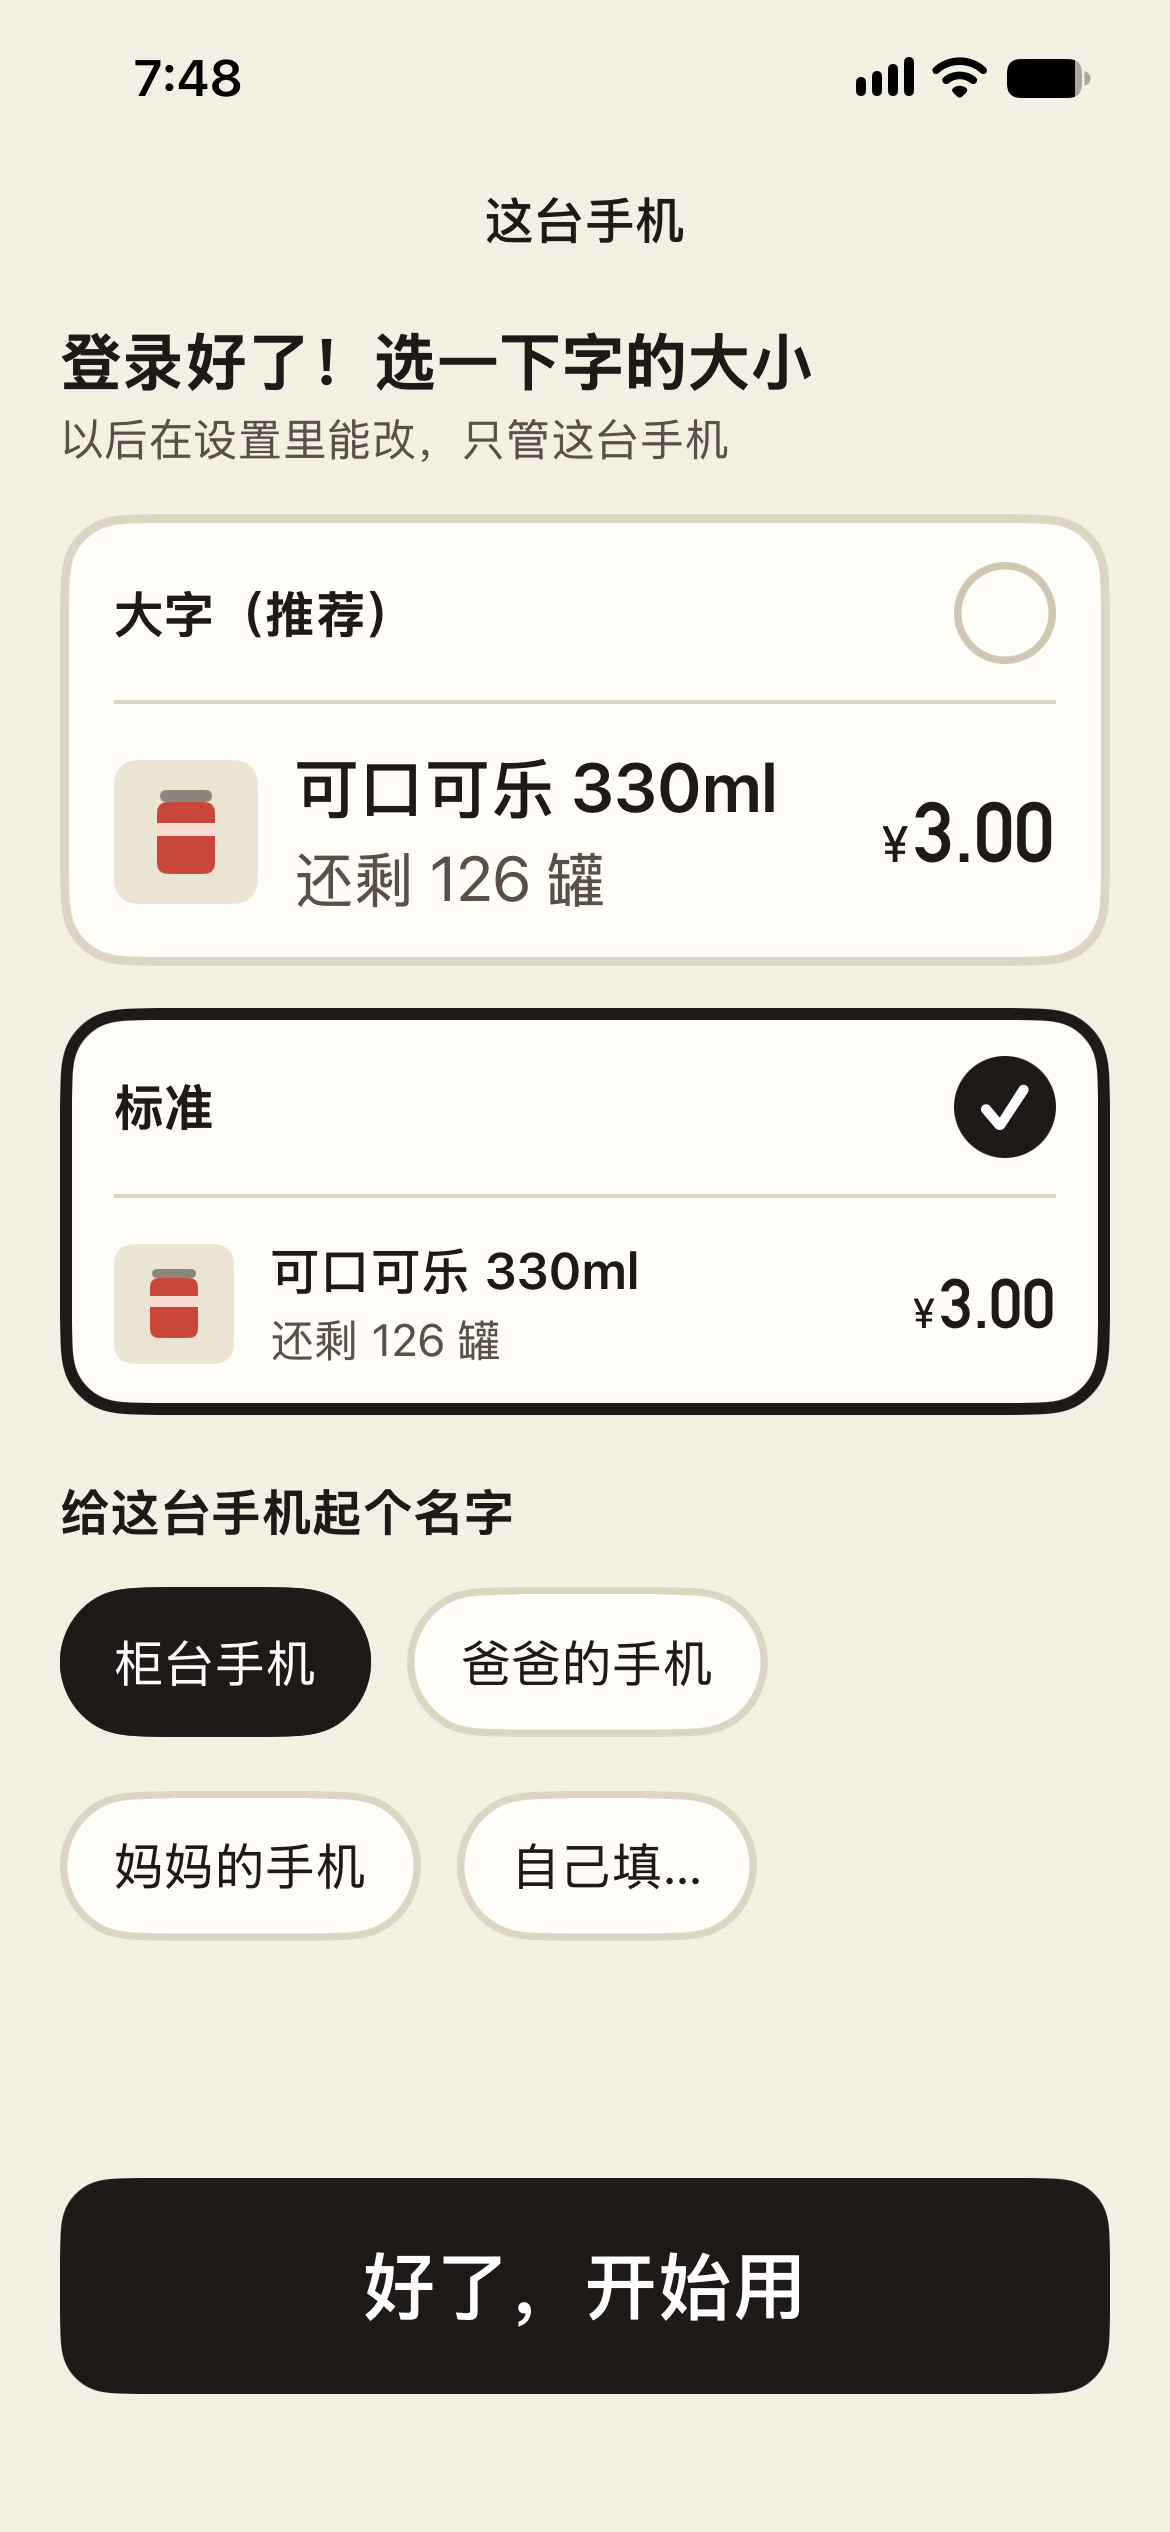 7:48
这台手机
登录好了！选一下字的大小
以后在设置里能改，只管这台手机
大字（推荐）
可口可乐 330ml
还剩 126 罐
¥3.00
标准
可口可乐 330ml
还剩 126 罐
¥3.00
给这台手机起个名字
柜台手机
爸爸的手机
妈妈的手机
自己填...
好了，开始用